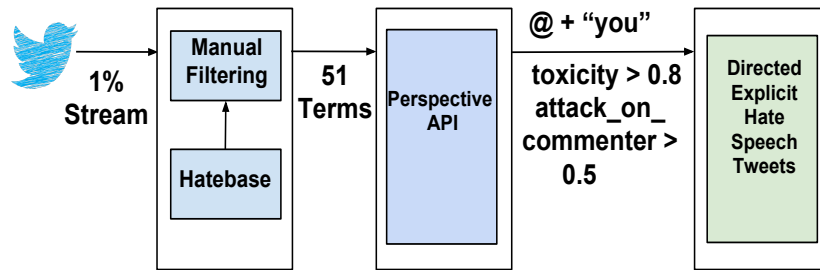 1%
Stream
Manual
Filtering
Hatebase
51
Terms
Perspective
API
@ + “you”
toxicity > 0.8
attack_on_
commenter >
0.5
Directed
Explicit
Hate
Speech
Tweets